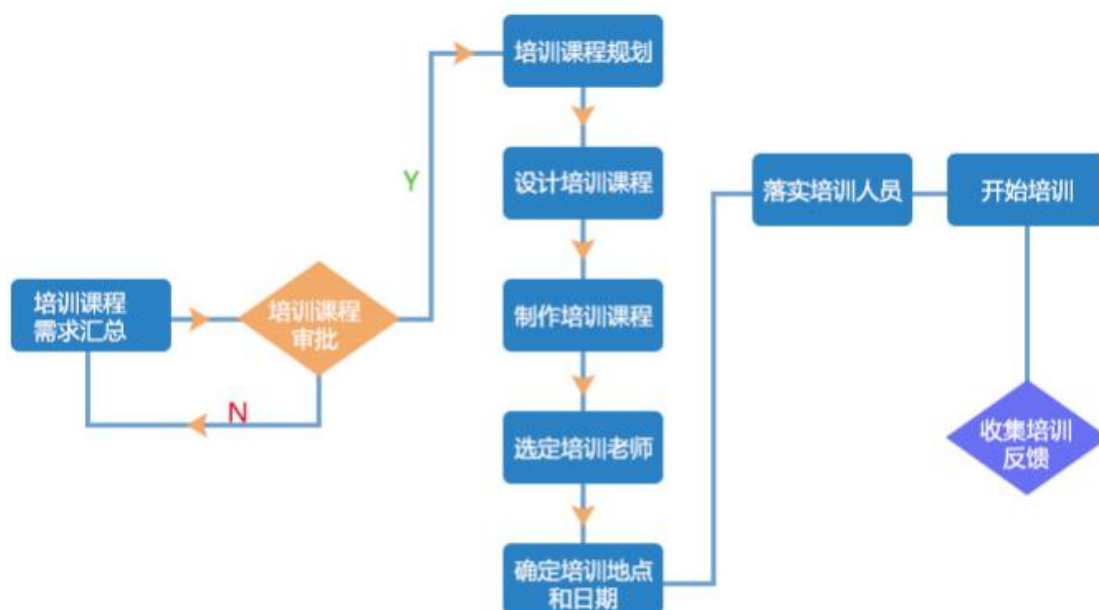 培训课程
需求汇总
培训课程
审批
N
Y
培训课程规划
设计培训课程
制作培训课程
选定培训老师
确定培训地点
和日期
落实培训人员
开始培训
收集培训
反馈